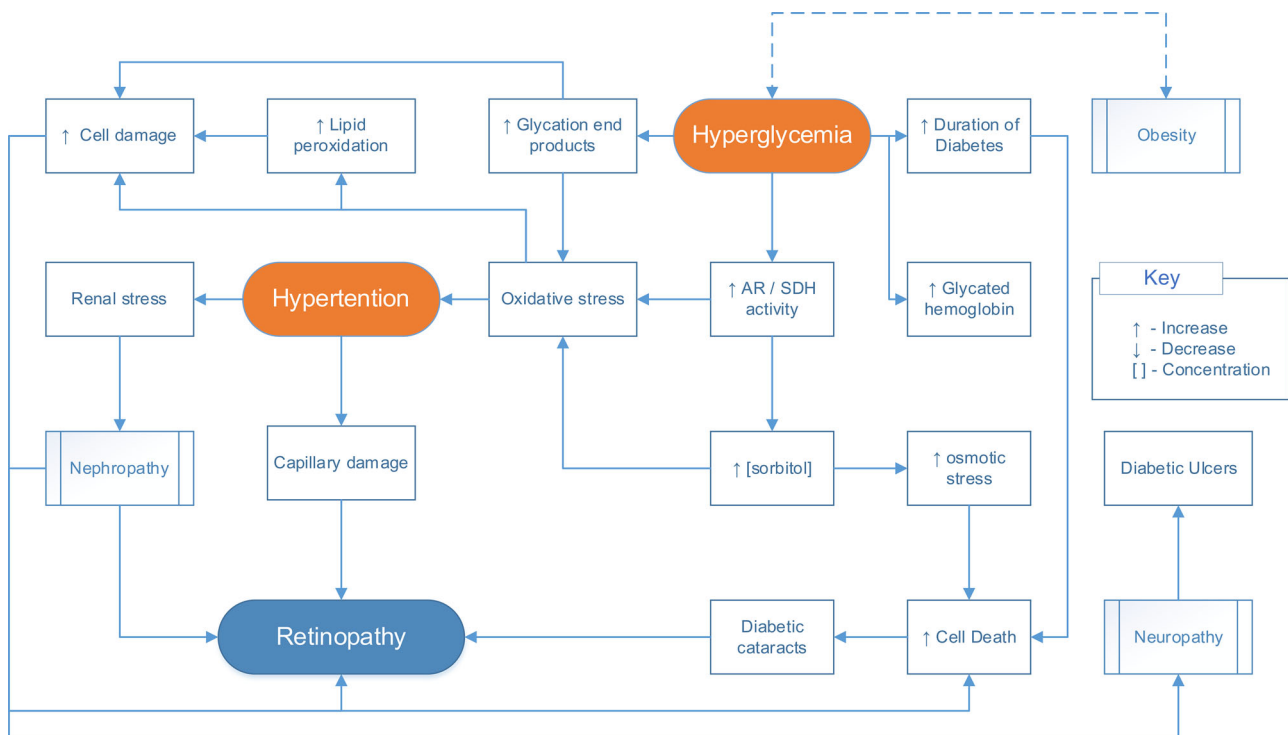 ↑ Cell damage
↑ Lipid
peroxidation
↑ Glycation end
products
Hyperglycemia
↑ Duration of
Diabetes
Obesity
Renal stress
Hypertention
Oxidative stress
↑ AR / SDH
activity
↑ Glycated
hemoglobin
Key
↑ - Increase
↓ - Decrease
[ ] - Concentration
Nephropathy
Capillary damage
↑ [sorbitol]
↑ osmotic
stress
Diabetic Ulcers
Retinopathy
Diabetic
cataracts
↑ Cell Death
Neuropathy